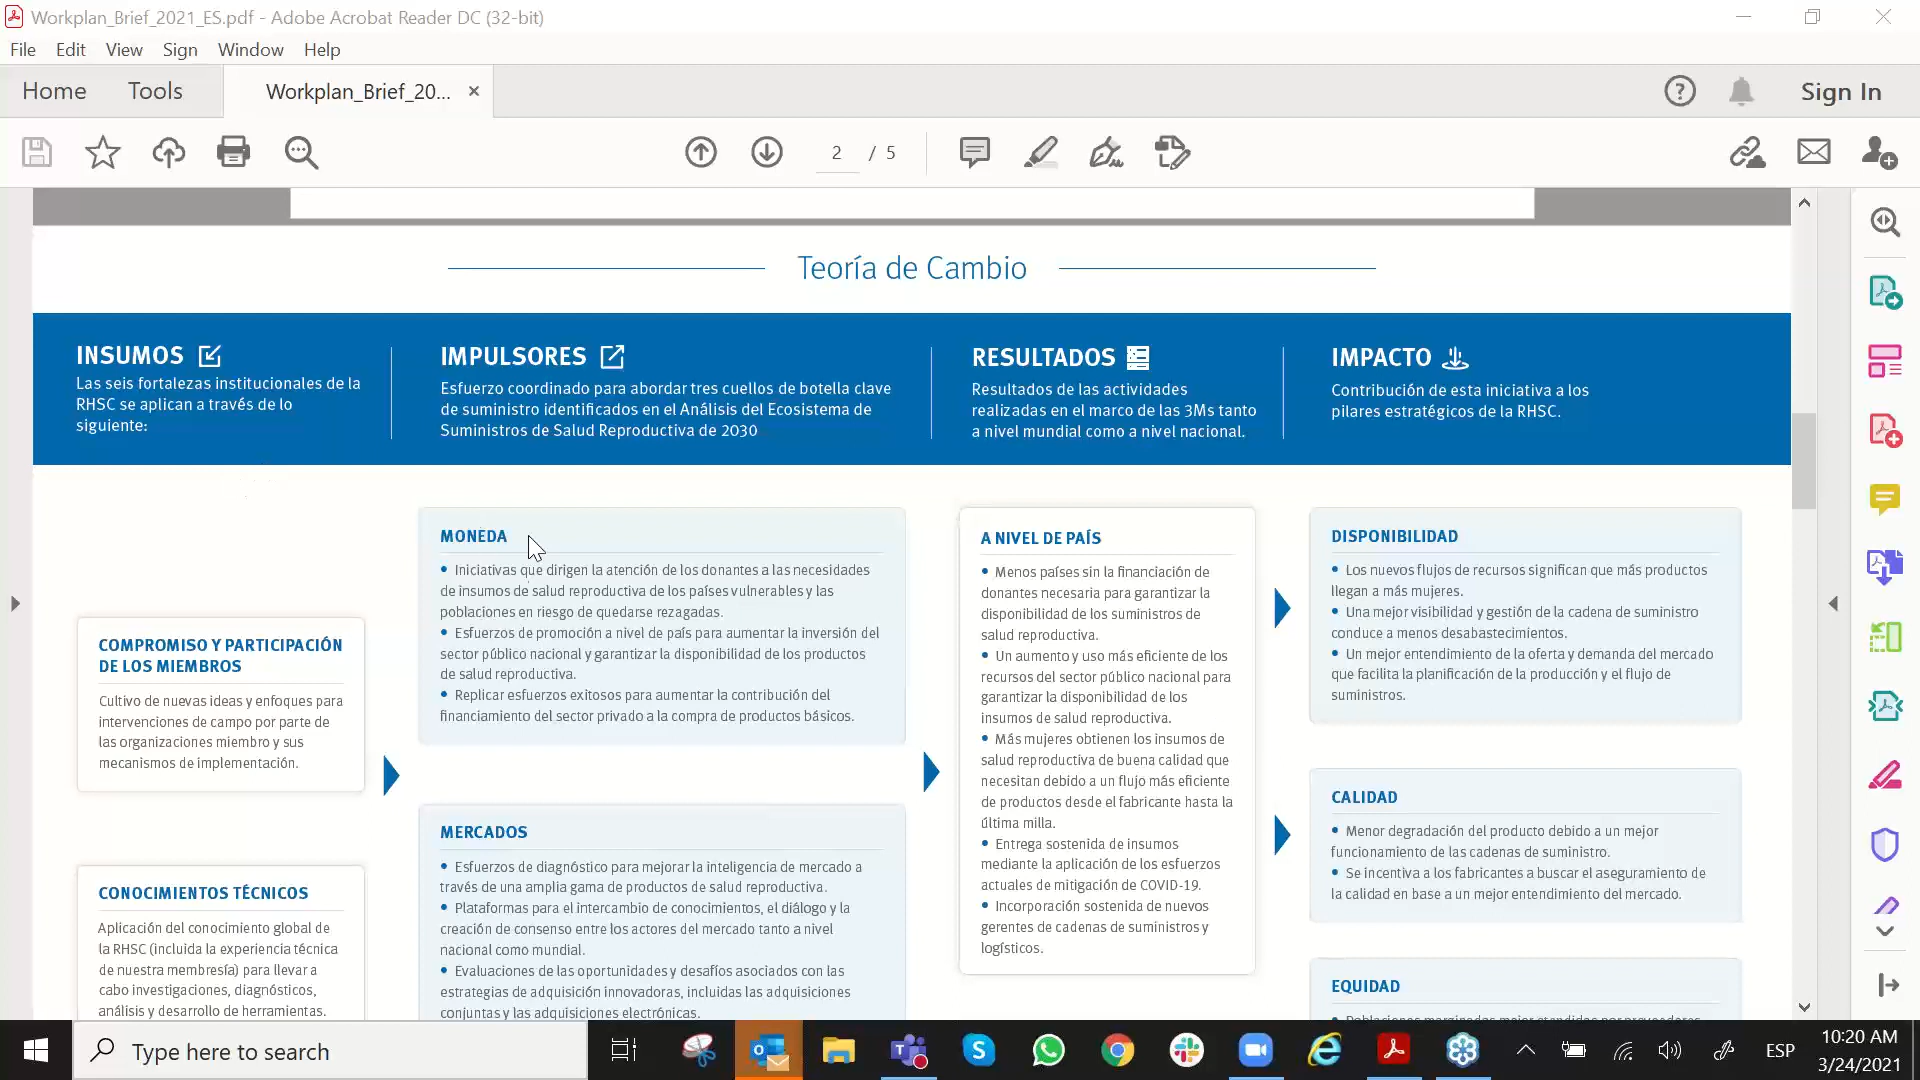 Workplan_Brief_2021_ES.pdf - Adobe Acrobat Reader DC (32-bit)
File Edit View Sign Window Help
Home Tools Workplan_Brief_20... × Sign In
2 / 5
Teoría de Cambio
INSUMOS
Las seis fortalezas institucionales de la
RHSC se aplican a través de lo
siguiente:
IMPULSORES
Esfuerzo coordinado para abordar tres cuellos de botella clave
de suministro identificados en el Análisis del Ecosistema de
Suministros de Salud Reproductiva de 2030
RESULTADOS
Resultados de las actividades
realizadas en el marco de las 3Ms tanto
a nivel mundial como a nivel nacional.
IMPACTO
Contribución de esta iniciativa a los
pilares estratégicos de la RHSC.
COMPROMISO Y PARTICIPACIÓN
DE LOS MIEMBROS
Cultivo de nuevas ideas y enfoques para
intervenciones de campo por parte de
las organizaciones miembro y sus
mecanismos de implementación.
CONOCIMIENTOS TÉCNICOS
Aplicación del conocimiento global de
la RHSC (incluida la experiencia técnica
de nuestra membresía) para llevar a
cabo investigaciones, diagnósticos,
análisis y desarrollo de herramientas.
MONEDA
• Iniciativas que dirigen la atención de los donantes a las necesidades
de insumos de salud reproductiva de los países vulnerables y las
poblaciones en riesgo de quedarse rezagadas.
• Esfuerzos de promoción a nivel de país para aumentar la inversión del
sector público nacional y garantizar la disponibilidad de los productos
de salud reproductiva.
• Replicar esfuerzos exitosos para aumentar la contribución del
financiamiento del sector privado a la compra de productos básicos.
MERCADOS
• Esfuerzos de diagnóstico para mejorar la inteligencia de mercado a
través de una amplia gama de productos de salud reproductiva.
• Plataformas para el intercambio de conocimientos, el diálogo y la
creación de consenso entre los actores del mercado tanto a nivel
nacional como mundial.
• Evaluaciones de las oportunidades y desafíos asociados con las
estrategias de adquisición innovadoras, incluidas las adquisiciones
conjuntas y las adquisiciones electrónicas.
A NIVEL DE PAÍS
• Menos países sin la financiación de
donantes necesaria para garantizar la
disponibilidad de los suministros de
salud reproductiva.
• Un aumento y uso más eficiente de los
recursos del sector público nacional para
garantizar la disponibilidad de los
insumos de salud reproductiva.
• Más mujeres obtienen los insumos de
salud reproductiva de buena calidad que
necesitan debido a un flujo más eficiente
de productos desde el fabricante hasta la
última milla.
• Entrega sostenida de insumos
mediante la aplicación de los esfuerzos
actuales de mitigación de COVID-19.
• Incorporación sostenida de nuevos
gerentes de cadenas de suministros y
logísticos.
DISPONIBILIDAD
• Los nuevos flujos de recursos significan que más productos
llegan a más mujeres.
• Una mejor visibilidad y gestión de la cadena de suministro
conduce a menos desabastecimientos.
• Un mejor entendimiento de la oferta y demanda del mercado
que facilita la planificación de la producción y el flujo de
suministros.
CALIDAD
• Menor degradación del producto debido a un mejor
funcionamiento de las cadenas de suministro.
• Se incentiva a los fabricantes a buscar el aseguramiento de
la calidad en base a un mejor entendimiento del mercado.
EQUIDAD
Type here to search
ESP
10:20 AM
3/24/2021